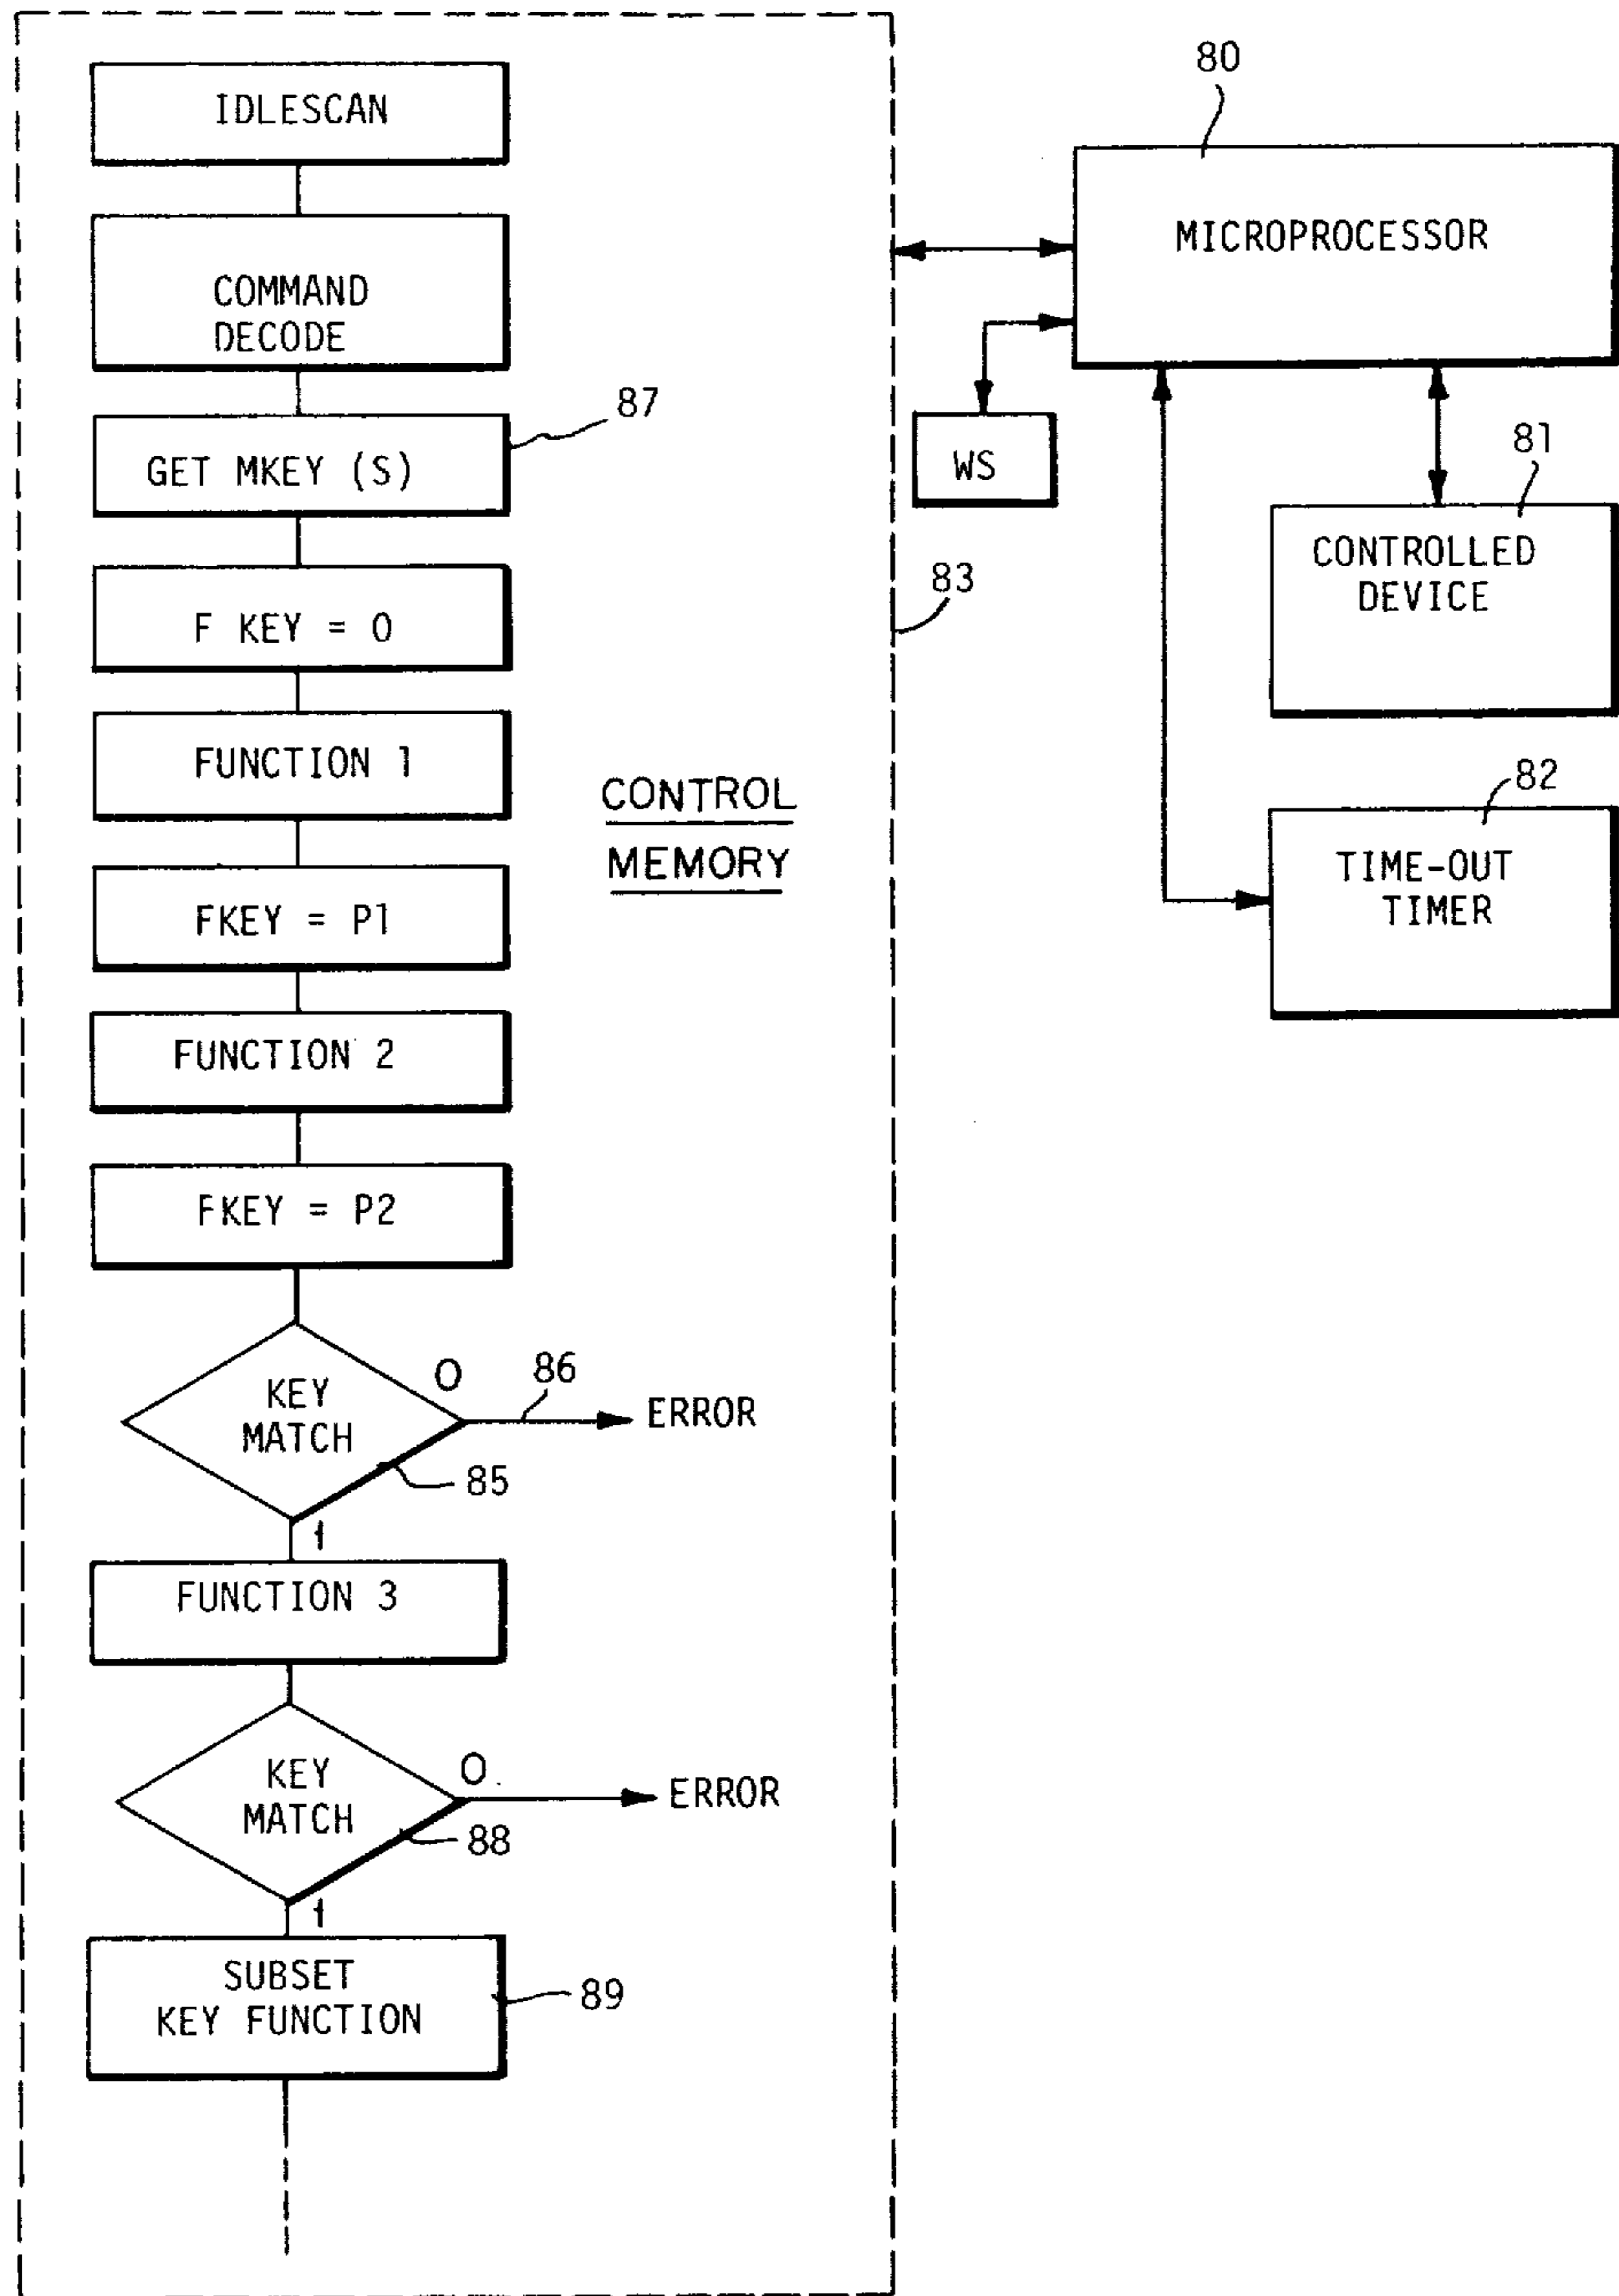 IDLESCAN
COMMAND
DECODE
GET MKEY (S)
87
F KEY = 0
FUNCTION 1
FKEY = P1
FUNCTION 2
FKEY = P2
KEY
MATCH
0
86
ERROR
85
1
FUNCTION 3
KEY
MATCH
0
ERROR
88
1
SUBSET
KEY FUNCTION
89
CONTROL
MEMORY
83
80
MICROPROCESSOR
WS
81
CONTROLLED
DEVICE
82
TIME-OUT
TIMER